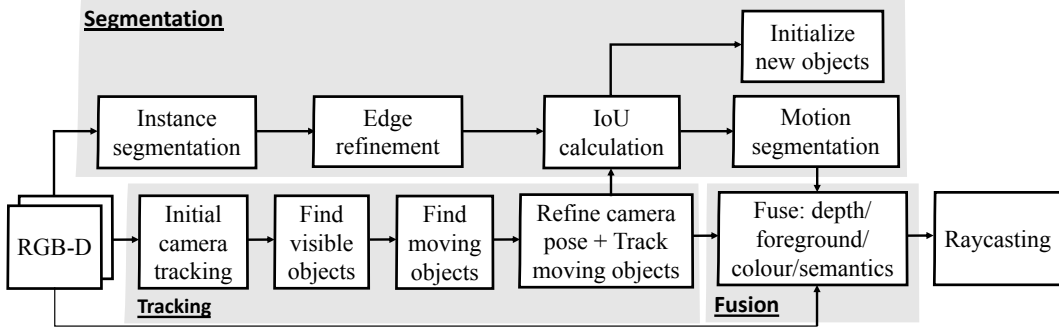 Segmentation
Initialize
new objects
Instance
segmentation
Edge
refinement
IoU
calculation
Motion
segmentation
RGB-D
Initial
camera
tracking
Find
visible
objects
Find
moving
objects
Refine camera
pose + Track
moving objects
Fuse: depth/
foreground/
colour/semantics
Raycasting
Tracking
Fusion